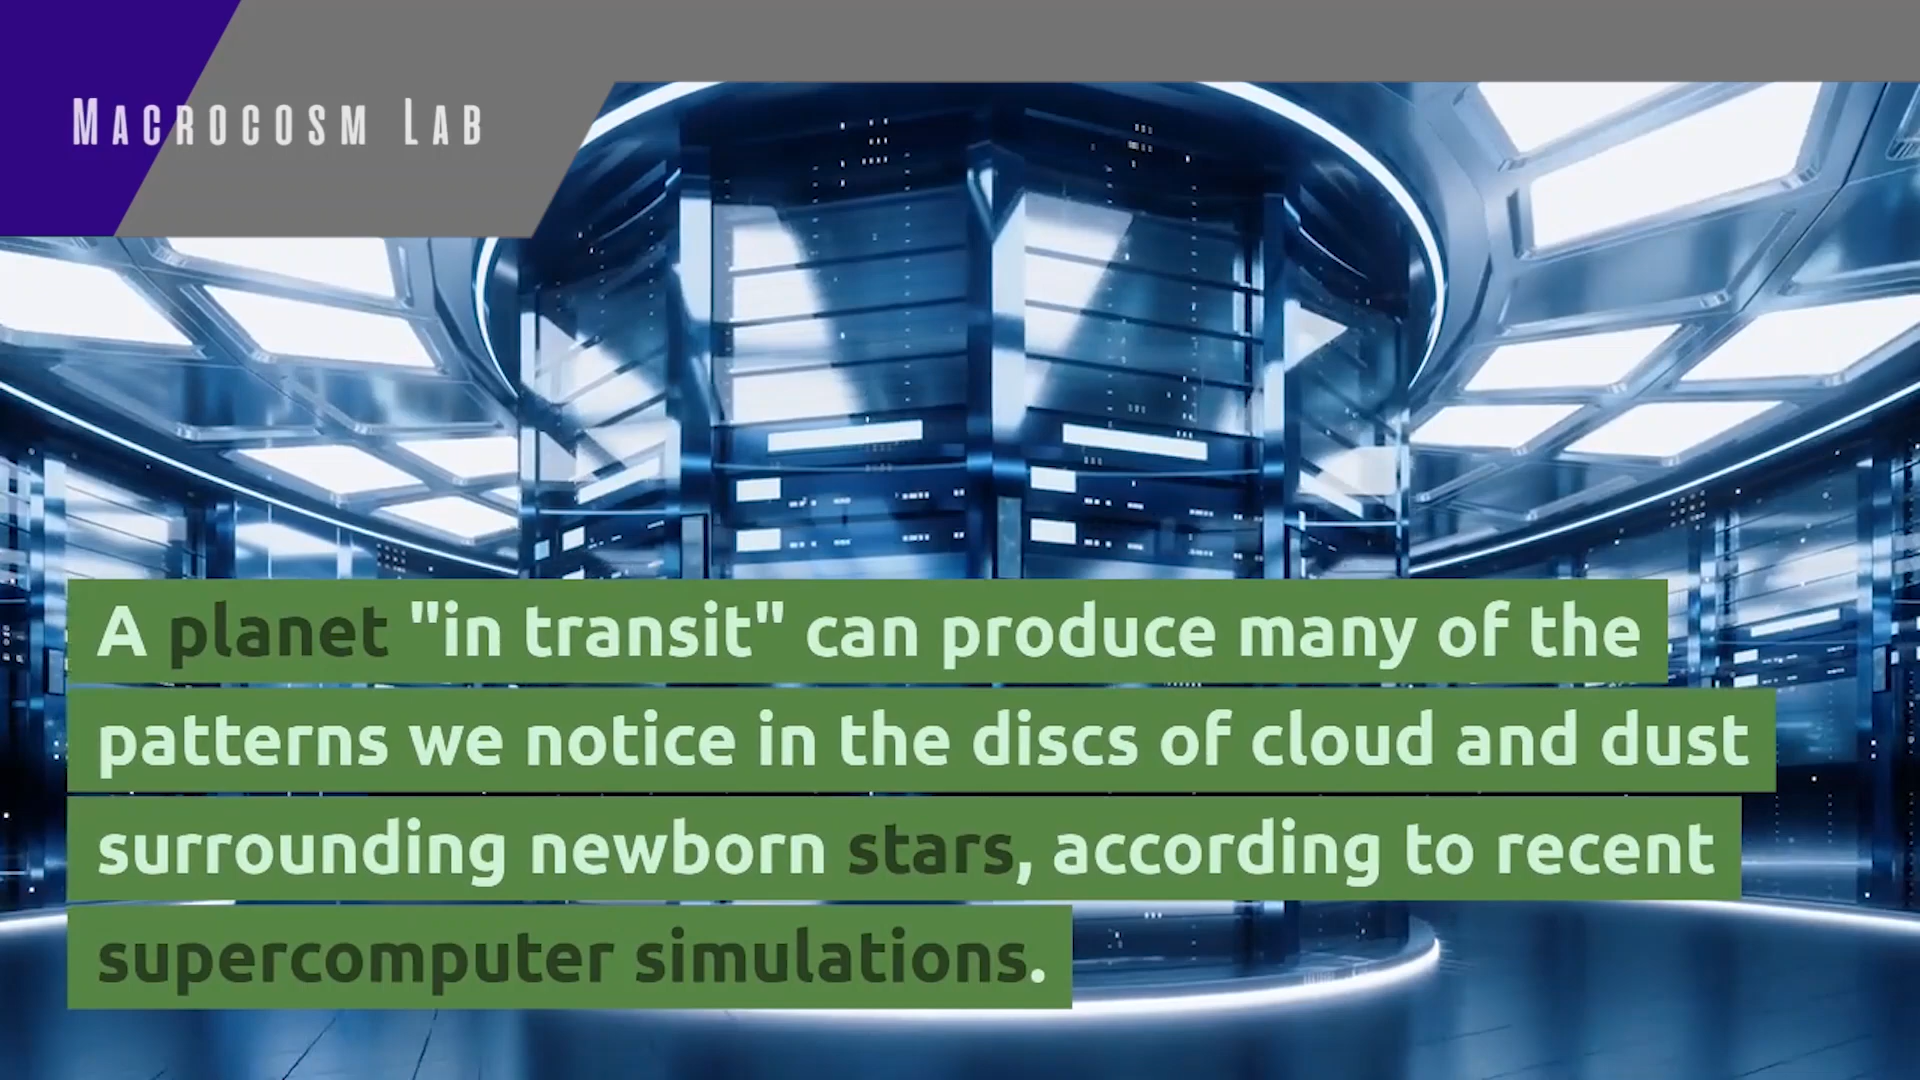 Macrocosm Lab
A planet "in transit" can produce many of the
patterns we notice in the discs of cloud and dust
surrounding newborn stars, according to recent
supercomputer simulations.